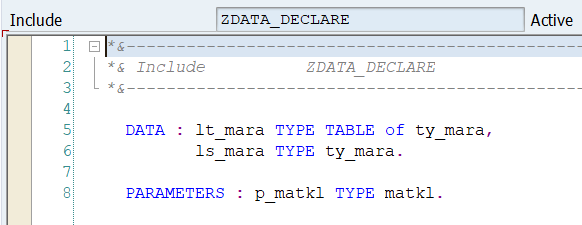 Include ZDATA_DECLARE Active
1 *&---------------------------------------------
2 *& Include ZDATA_DECLARE
3 *&---------------------------------------------
4
5 DATA : lt_mara TYPE TABLE of ty_mara,
6 ls_mara TYPE ty_mara.
7
8 PARAMETERS : p_matkl TYPE matkl.